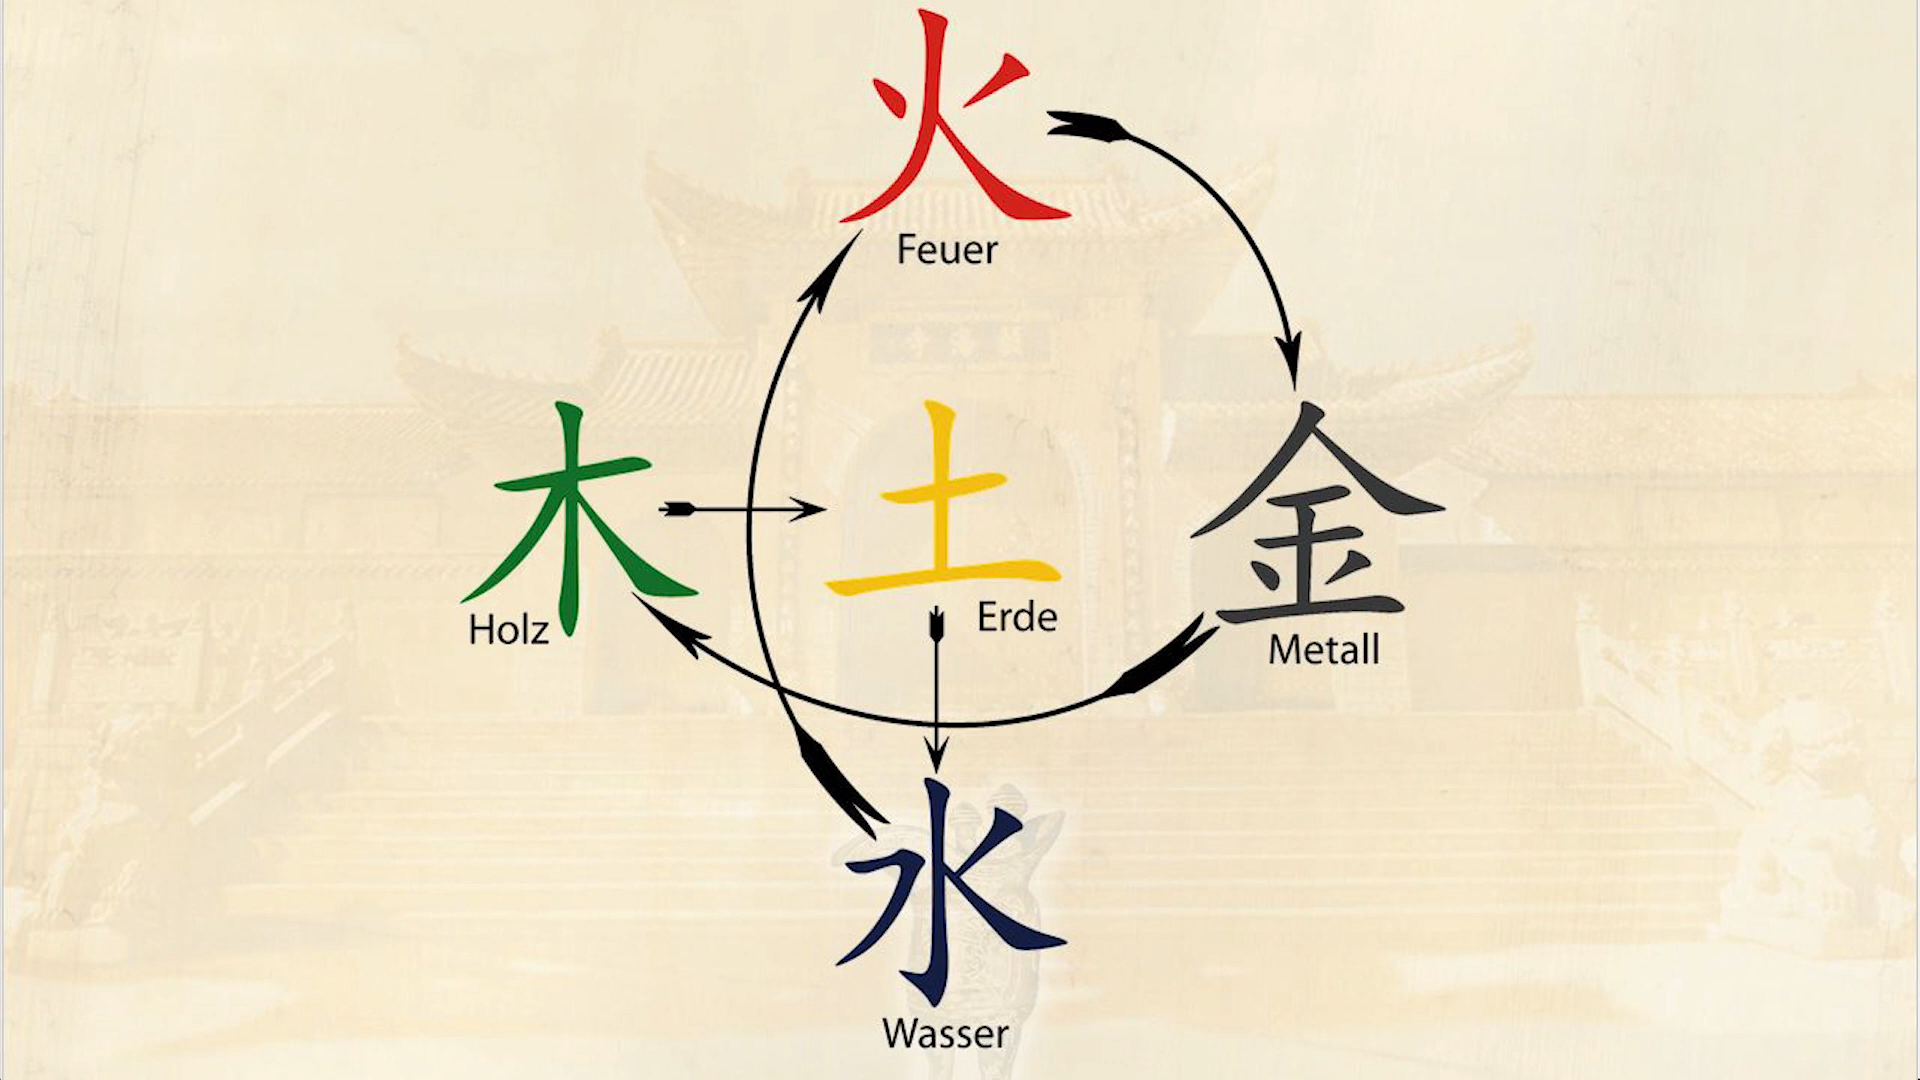 火
Feuer
木
Holz
土
Erde
金
Metall
水
Wasser